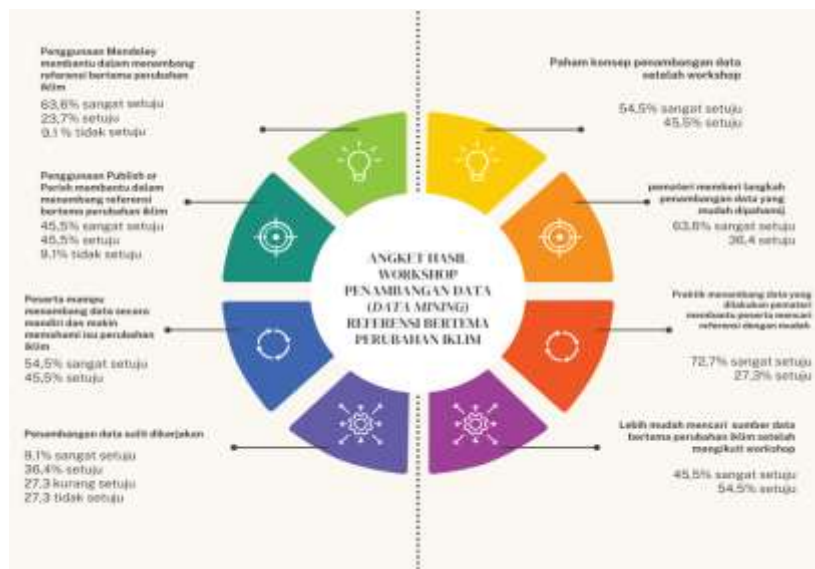 Penggunaan Mendeley
membantu dalam menambang
referensi bertema perubahan
iklim
63,6% sangat setuju
23,7% setuju
9,1 % tidak setuju
Penggunaan Publish or
Perish membantu dalam
menambang referensi
bertema perubahan iklim
45,5% sangat setuju
45,5% setuju
9,1% tidak setuju
Peserta mampu
menambang data secara
mandiri dan makin
memahami isu perubahan
iklim
54,5% sangat setuju
45,5% setuju
Penambangan data sulit dikerjakan
9,1% sangat setuju
36,4% setuju
27,3 kurang setuju
27,3 tidak setuju
ANGKET HASIL
WORKSHOP
PENAMBANGAN DATA
(DATA MINING)
REFERENSI BERTEMA
PERUBAHAN IKLIM
Paham konsep penambangan data
setelah workshop
54,5% sangat setuju
45,5% setuju
pemateri memberi langkah
penambangan data yang
mudah dipahami
63,6% sangat setuju
36,4 setuju
Praktik menambang data yang
dilakukan pemateri
membantu peserta mencari
referensi dengan mudah
72,7% sangat setuju
27,3% setuju
Lebih mudah mencari sumber data
bertema perubahan iklim setelah
mengikuti workshop
45,5% sangat setuju
54,5% setuju